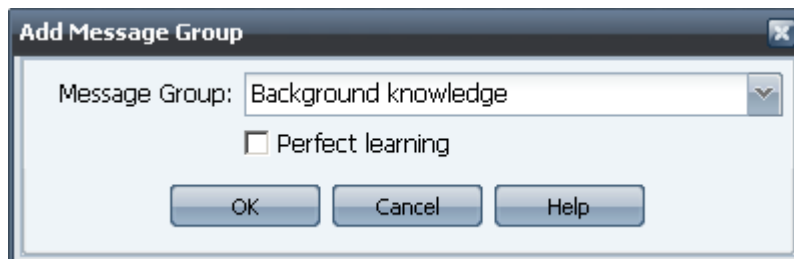 Add Message Group
Message Group: Background knowledge
Perfect learning
OK Cancel Help